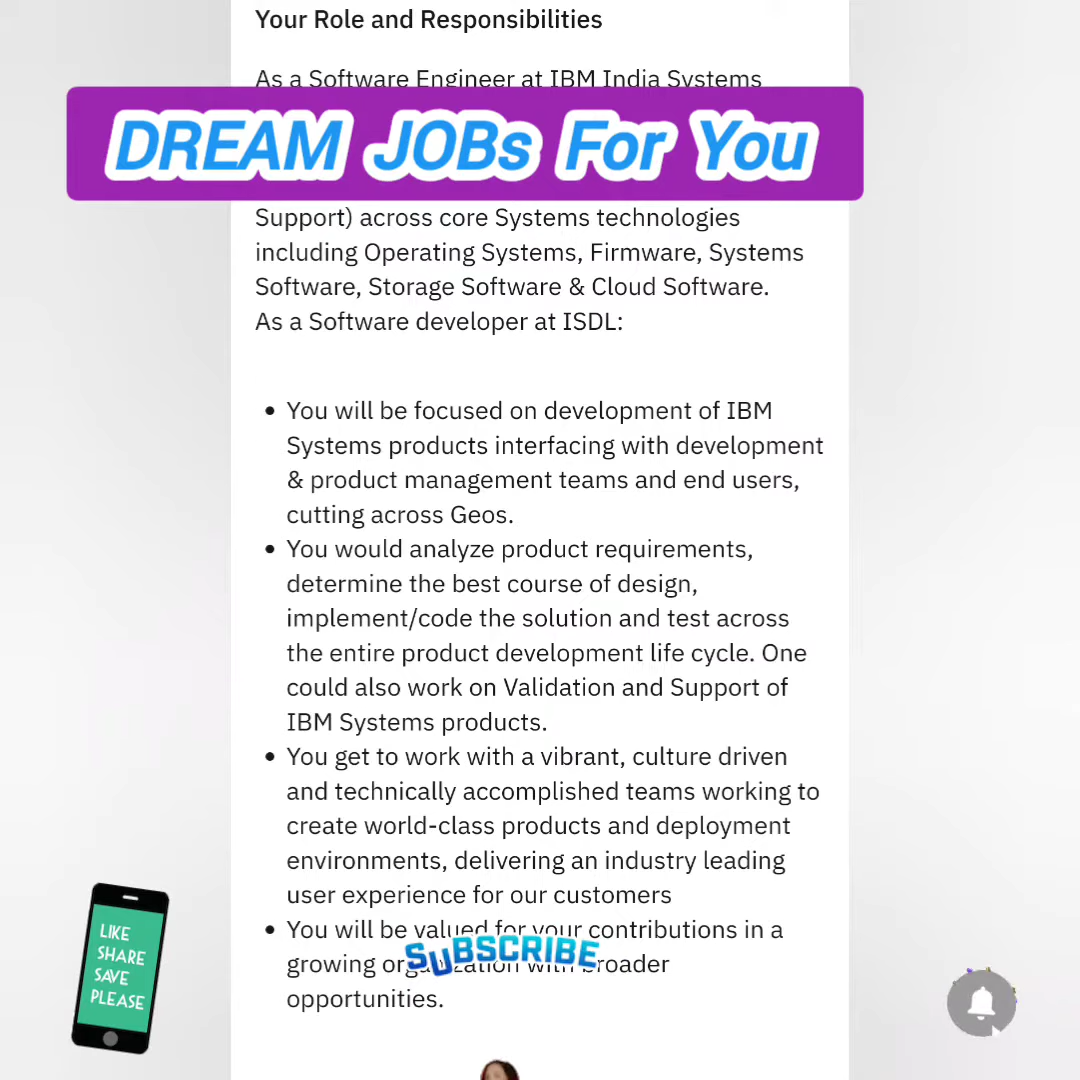 Your Role and Responsibilities
As a Software Engineer at IBM India Systems
DREAM JOBs For You
Support) across core Systems technologies
including Operating Systems, Firmware, Systems
Software, Storage Software & Cloud Software.
As a Software developer at ISDL:
You will be focused on development of IBM
Systems products interfacing with development
& product management teams and end users,
cutting across Geos.
You would analyze product requirements,
determine the best course of design,
implement/code the solution and test across
the entire product development life cycle. One
could also work on Validation and Support of
IBM Systems products.
You get to work with a vibrant, culture driven
and technically accomplished teams working to
create world-class products and deployment
environments, delivering an industry leading
user experience for our customers
You will be valued for your contributions in a
growing organization with broader
opportunities.
SUBSCRIBE
LIKE
SHARE
SAVE
PLEASE